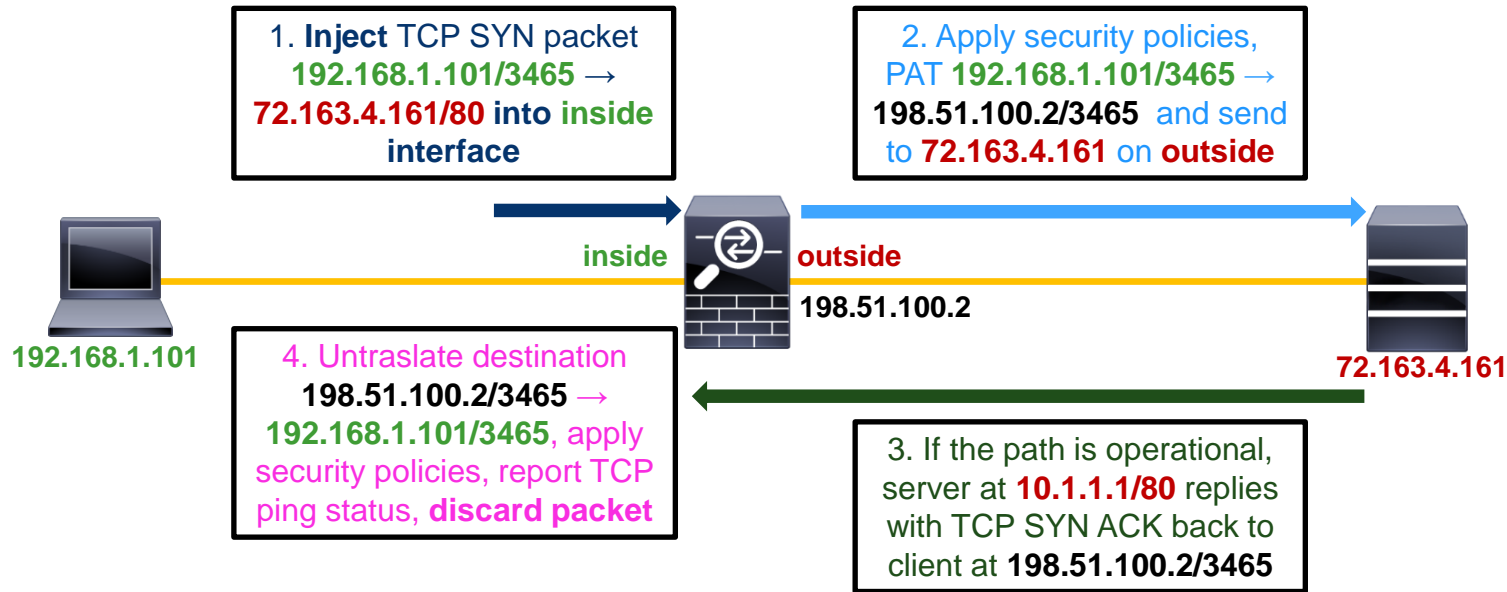 1. Inject TCP SYN packet
192.168.1.101/3465 →
72.163.4.161/80 into inside
interface
2. Apply security policies,
PAT 192.168.1.101/3465 →
198.51.100.2/3465 and send
to 72.163.4.161 on outside
inside
outside
198.51.100.2
192.168.1.101
72.163.4.161
4. Untraslate destination
198.51.100.2/3465 →
192.168.1.101/3465, apply
security policies, report TCP
ping status, discard packet
3. If the path is operational,
server at 10.1.1.1/80 replies
with TCP SYN ACK back to
client at 198.51.100.2/3465